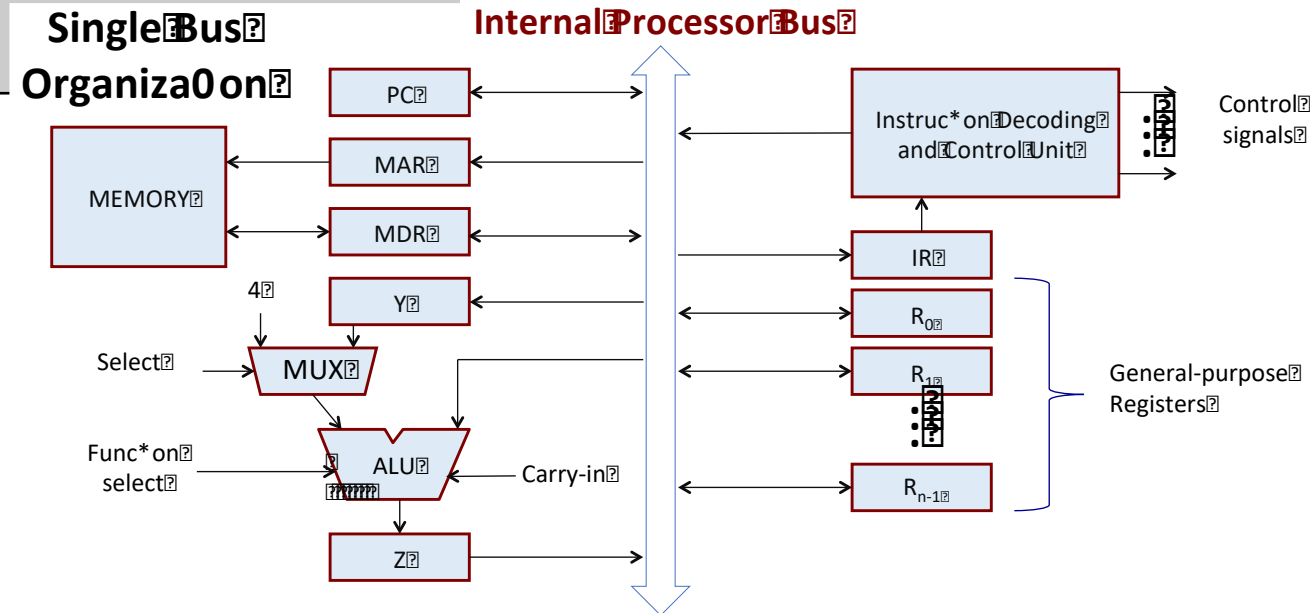 Single Bus
Organiza0on
Internal Processor Bus
PC
MAR
MEMORY
MDR
4
Y
Select
MUX
Func*on
select
ALU
Carry-in
Z
Instruc*on Decoding
and Control Unit
Control
signals
IR
R0
R1
General-purpose
Registers
Rn-1